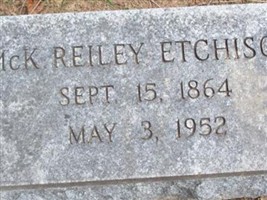 McK REILEY ETCHISO
SEPT. 15, 1864
MAY 3, 1952